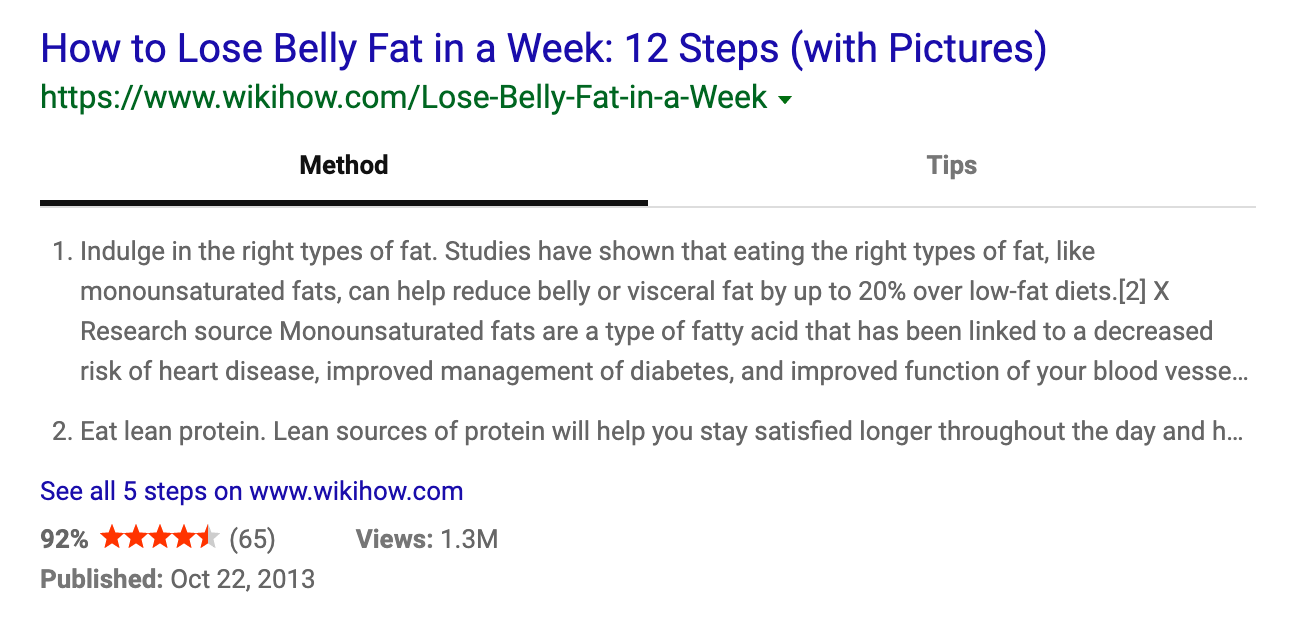 How to Lose Belly Fat in a Week: 12 Steps (with Pictures)
https://www.wikihow.com/Lose-Belly-Fat-in-a-Week
Method Tips
1. Indulge in the right types of fat. Studies have shown that eating the right types of fat, like
monounsaturated fats, can help reduce belly or visceral fat by up to 20% over low-fat diets.[2] X
Research source Monounsaturated fats are a type of fatty acid that has been linked to a decreased
risk of heart disease, improved management of diabetes, and improved function of your blood vesse...
2. Eat lean protein. Lean sources of protein will help you stay satisfied longer throughout the day and h...
See all 5 steps on www.wikihow.com
92% (65) Views: 1.3M
Published: Oct 22, 2013